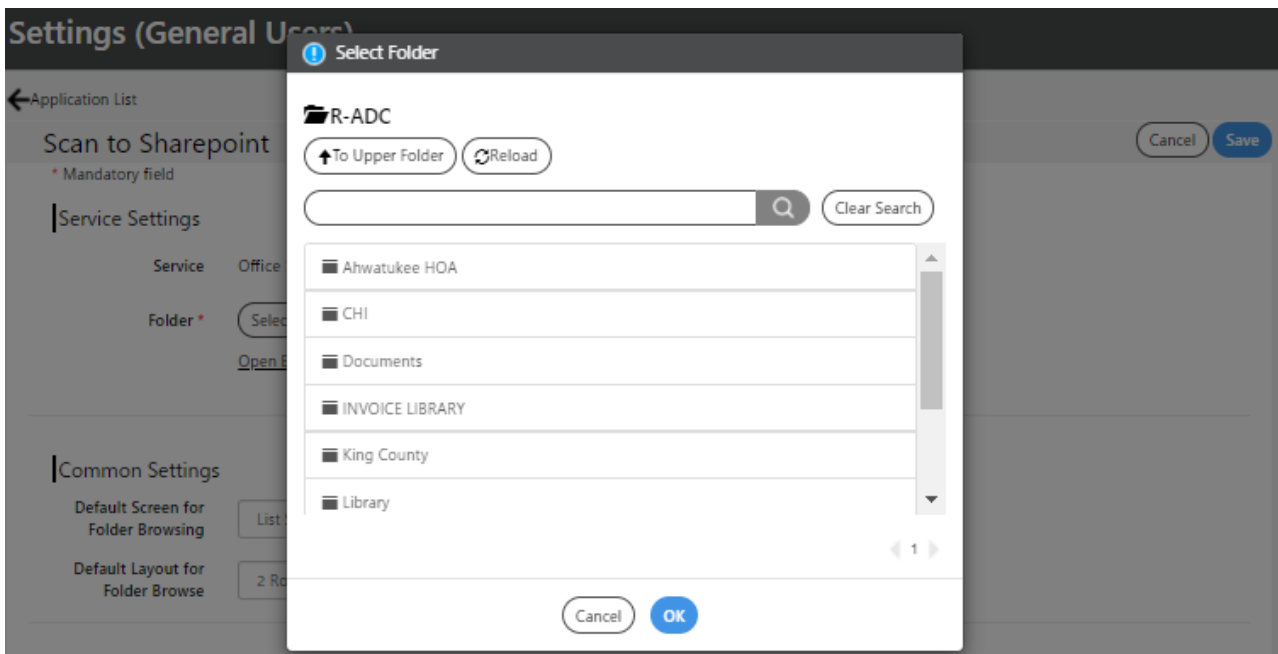 Settings (General Users)
Select Folder
Application List
R-ADC
Scan to Sharepoint
To Upper Folder
Reload
Cancel
Save
* Mandatory field
Clear Search
Service Settings
Service
Office
Ahwatukee HOA
Folder *
CHI
Open
Documents
INVOICE LIBRARY
Common Settings
King County
Default Screen for
Folder Browsing
List
Library
1
Default Layout for
Folder Browse
2
Cancel
OK